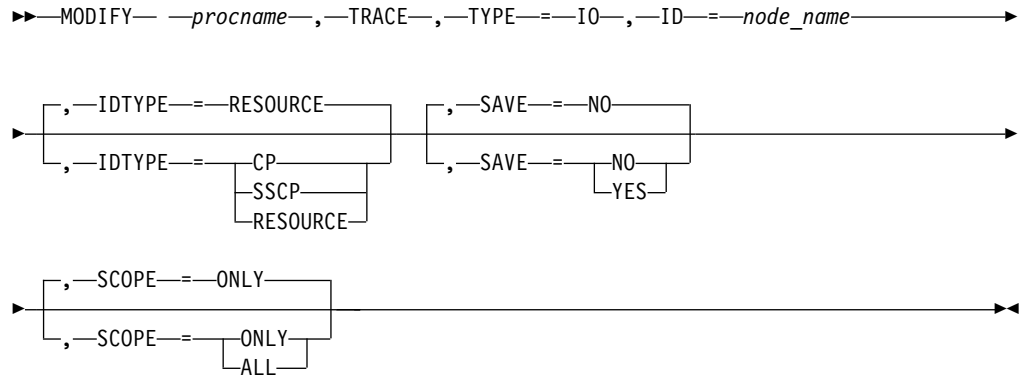 MODIFY procname , TRACE , TYPE = IO , ID = node_name
, IDTYPE = RESOURCE , SAVE = NO
, IDTYPE = CP , SAVE = NO
SSCP YES
RESOURCE
, SCOPE = ONLY
, SCOPE = ONLY
ALL